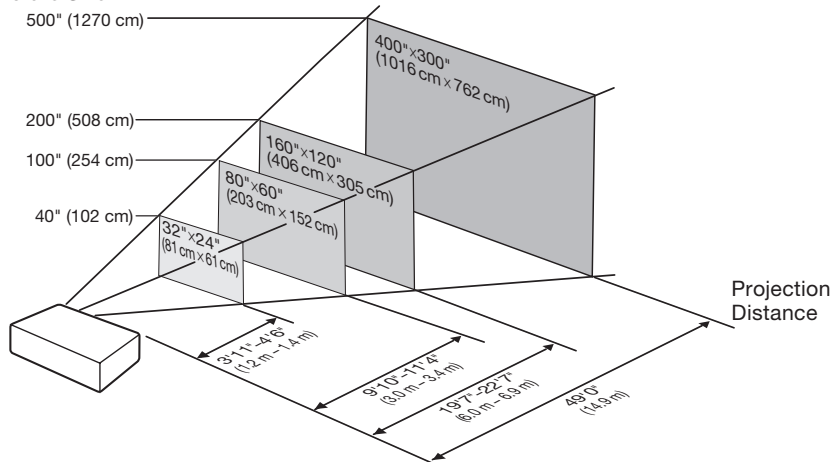 500" (1270 cm)
400"×300"
(1016 cm×762 cm)
200" (508 cm)
160"×120"
(406 cm×305 cm)
100" (254 cm)
80"×60"
(203 cm×152 cm)
40" (102 cm)
32"×24"
(81 cm×61 cm)
Projection
Distance
3'11"–4'6"
(1.2 m–1.4 m)
9'10"–11'4"
(3.0 m–3.4 m)
19'7"–22'7"
(6.0 m–6.9 m)
49'0"
(14.9 m)